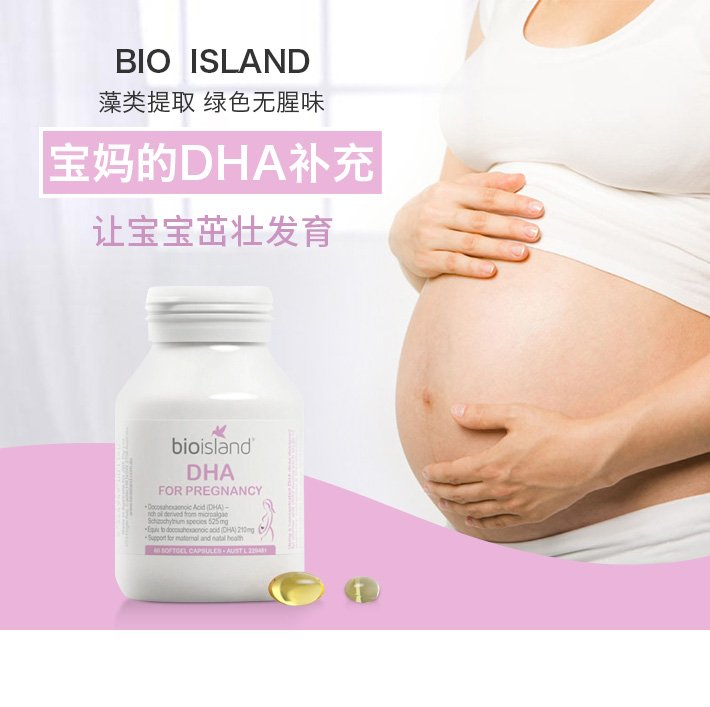 BIO ISLAND
藻类提取 绿色无腥味
宝妈的DHA补充
让宝宝茁壮发育
bioisland®
DHA
FOR PREGNANCY
• Docosahexaenoic Acid (DHA) –
rich oil derived from microalgae
Schizochytrium species 525mg
• Equiv to docosahexaenoic acid (DHA) 210mg
• Support for maternal and natal health
60 SOFTGEL CAPSULES • AUST L 229481